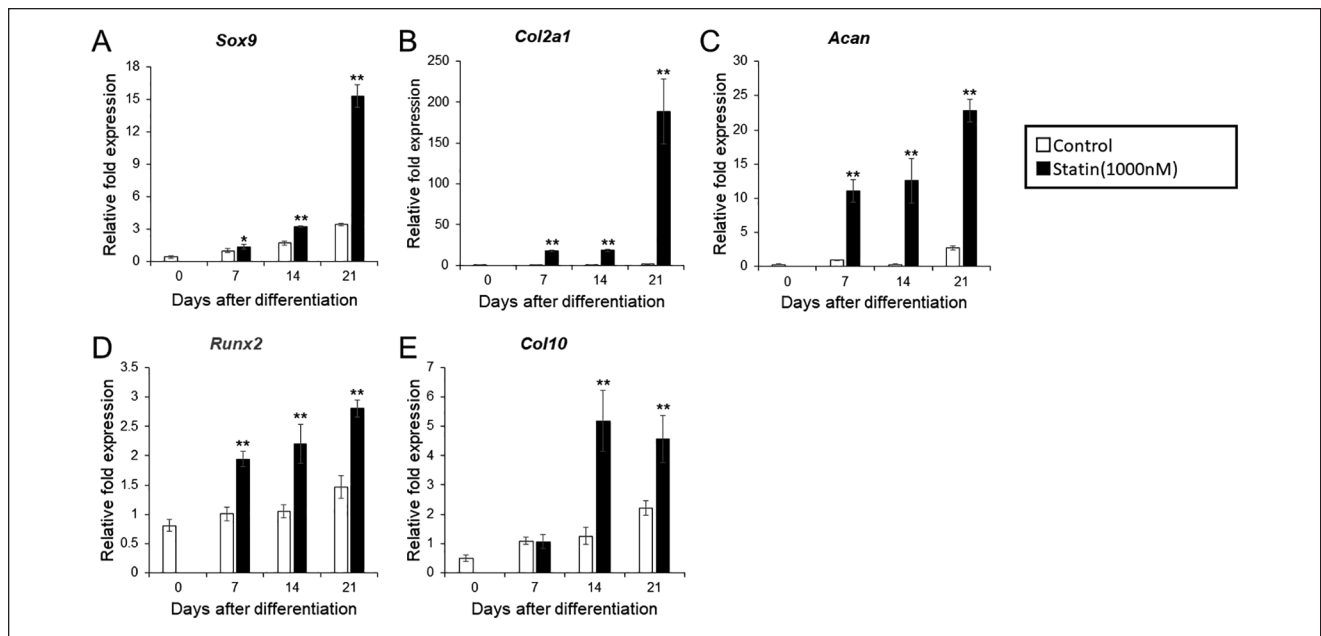 A
Sox9
Relative fold expression
18
15
12
9
6
3
0
*
**
**
0 7 14 21
Days after differentiation
B
Col2a1
Relative fold expression
250
200
150
100
50
0
**
**
**
0 7 14 21
Days after differentiation
C
Acan
Relative fold expression
30
25
20
15
10
5
0
**
**
**
0 7 14 21
Days after differentiation
Control
Statin(1000nM)
D
Runx2
Relative fold expression
3.5
3
2.5
2
1.5
1
0.5
0
**
**
**
0 7 14 21
Days after differentiation
E
Col10
Relative fold expression
7
6
5
4
3
2
1
0
**
**
0 7 14 21
Days after differentiation